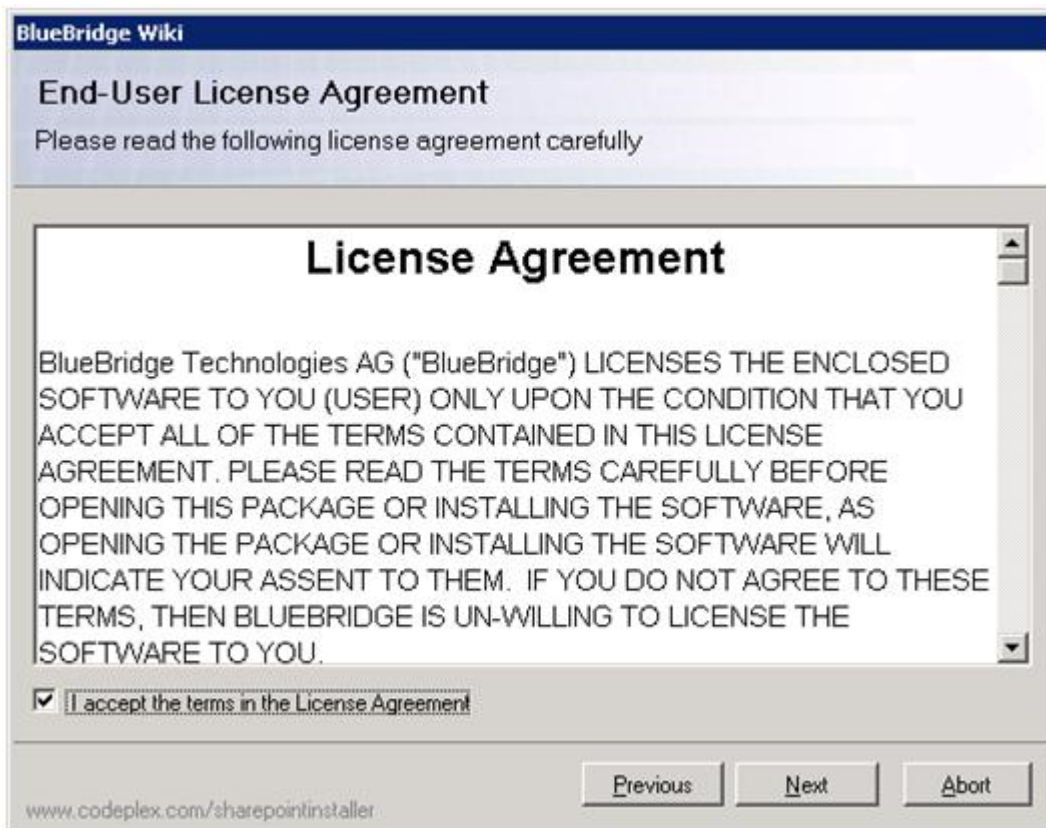 BlueBridge Wiki
End-User License Agreement
Please read the following license agreement carefully
License Agreement
BlueBridge Technologies AG ("BlueBridge") LICENSES THE ENCLOSED
SOFTWARE TO YOU (USER) ONLY UPON THE CONDITION THAT YOU
ACCEPT ALL OF THE TERMS CONTAINED IN THIS LICENSE
AGREEMENT. PLEASE READ THE TERMS CAREFULLY BEFORE
OPENING THIS PACKAGE OR INSTALLING THE SOFTWARE, AS
OPENING THE PACKAGE OR INSTALLING THE SOFTWARE WILL
INDICATE YOUR ASSENT TO THEM.  IF YOU DO NOT AGREE TO THESE
TERMS, THEN BLUEBRIDGE IS UN-WILLING TO LICENSE THE
SOFTWARE TO YOU.
I accept the terms in the License Agreement
Previous Next Abort
www.codeplex.com/sharepointinstaller